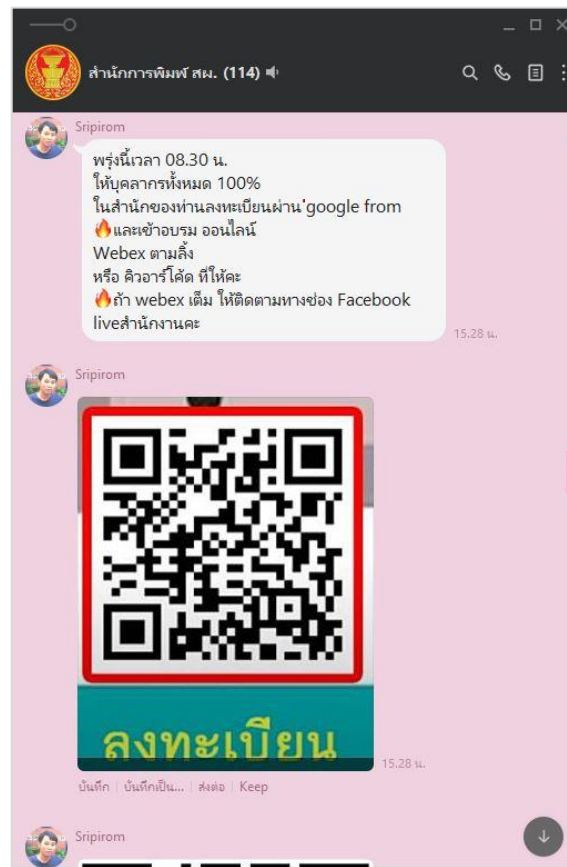 สำนักการพิมพ์ สผ. (114)
Sripirom
พรุ่งนี้เวลา 08.30 น.
ให้บุคลากรทั้งหมด 100%
ในสำนักของท่านลงทะเบียนผ่าน google from
🔥และเข้าอบรม ออนไลน์
Webex ตามลิ้ง
หรือ คิวอาร์โค้ด ที่ให้คะ
🔥ถ้า webex เต็ม ให้ติดตามทางช่อง Facebook
liveสำนักงานคะ
15.28 น.
Sripirom
ลงทะเบียน
15.28 น.
บันทึก | บันทึกเป็น... | ส่งต่อ | Keep
Sripirom